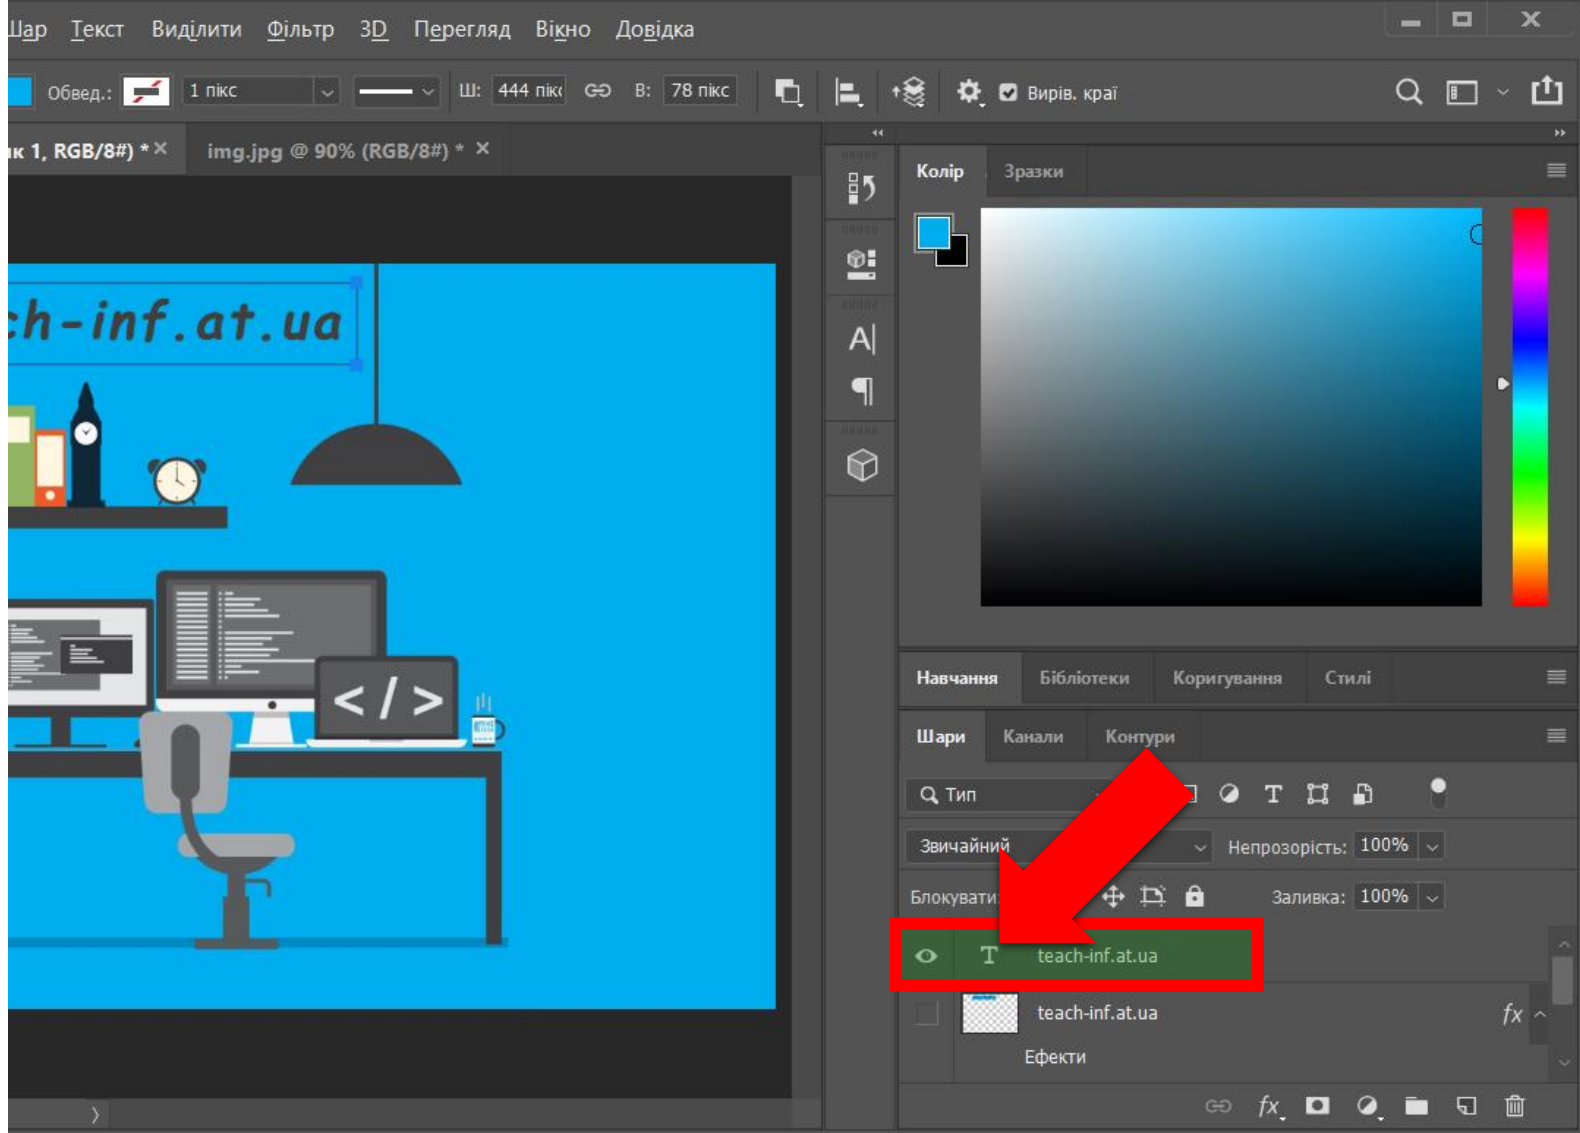 Шар Текст Виділити Фільтр 3D Перегляд Вікно Довідка
Обвед.: 1 пікс Ш: 444 пікс В: 78 пікс Вирів. краї
1, RGB/8#) * × img.jpg @ 90% (RGB/8#) * ×
Колір Зразки
ch-inf.at.ua
</>
Навчання Бібліотеки Коригування Стилі
Шари Канали Контури
Тип
Звичайний Непрозорість: 100%
Блокувати: Заливка: 100%
T teach-inf.at.ua
teach-inf.at.ua fx
Ефекти
fx